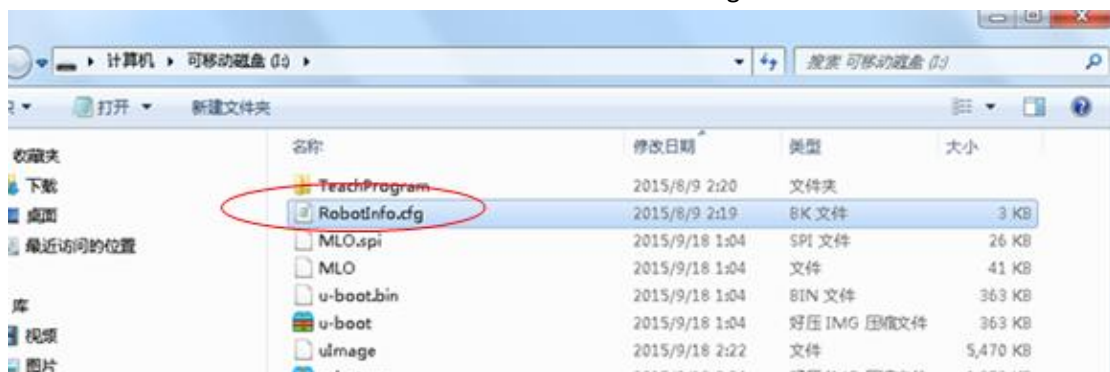 计算机 可移动磁盘 (I:) 搜索 可移动磁盘 (I:)
打开 新建文件夹
名称 修改日期 类型 大小
收藏夹
下载
桌面
最近访问的位置
库
视频
图片
TeachProgram 2015/8/9 2:20 文件夹
RobotInfo.cfg 2015/8/9 2:19 BK 文件 3 KB
MLO.spi 2015/9/18 1:04 SPI 文件 26 KB
MLO 2015/9/18 1:04 文件 41 KB
u-boot.bin 2015/9/18 1:04 BIN 文件 363 KB
u-boot 2015/9/18 1:04 好压 IMG 压缩文件 363 KB
uImage 2015/9/18 2:22 文件 5,470 KB